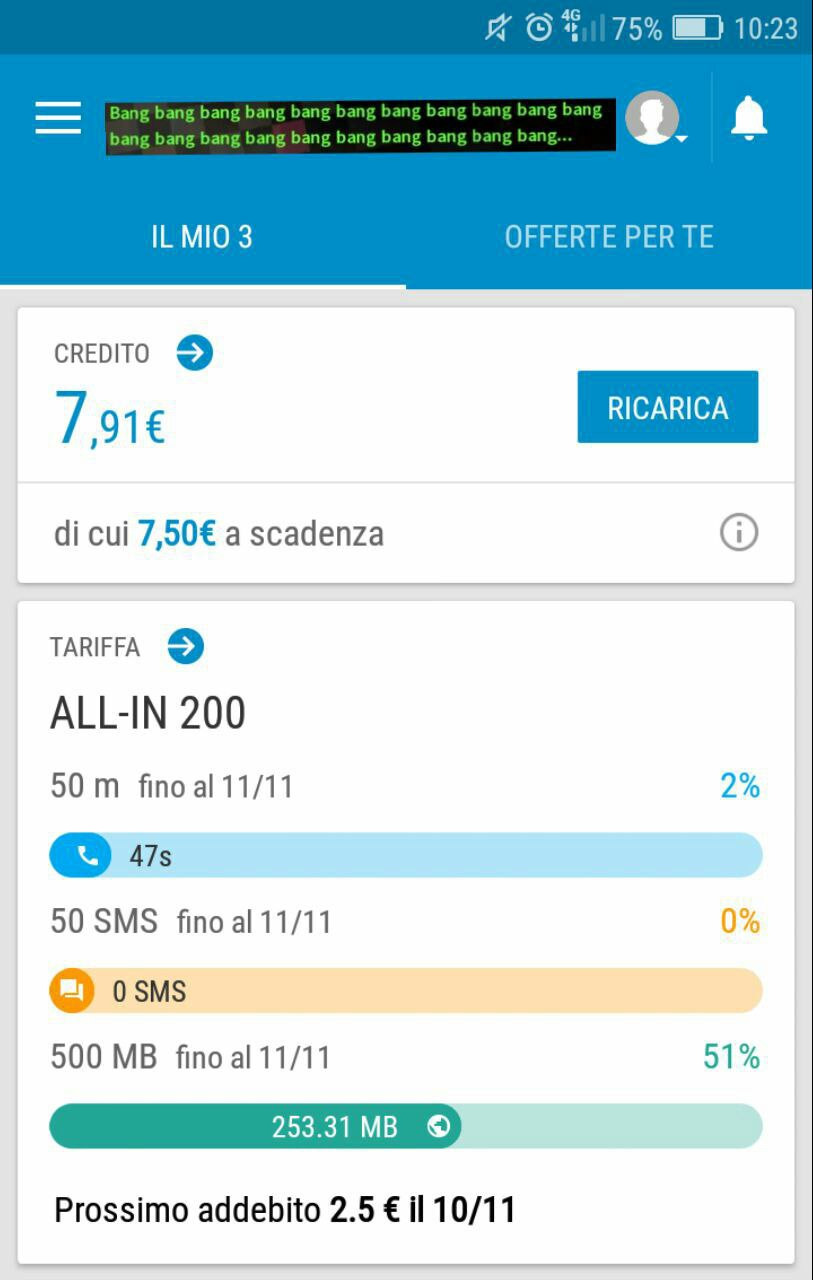 4G 75% 10:23
Bang bang bang bang bang bang bang bang bang bang bang
bang bang bang bang bang bang bang bang bang bang...
IL MIO 3 OFFERTE PER TE
CREDITO
7,91€ RICARICA
di cui 7,50€ a scadenza
TARIFFA
ALL-IN 200
50 m fino al 11/11 2%
47s
50 SMS fino al 11/11 0%
0 SMS
500 MB fino al 11/11 51%
253.31 MB
Prossimo addebito 2.5 € il 10/11